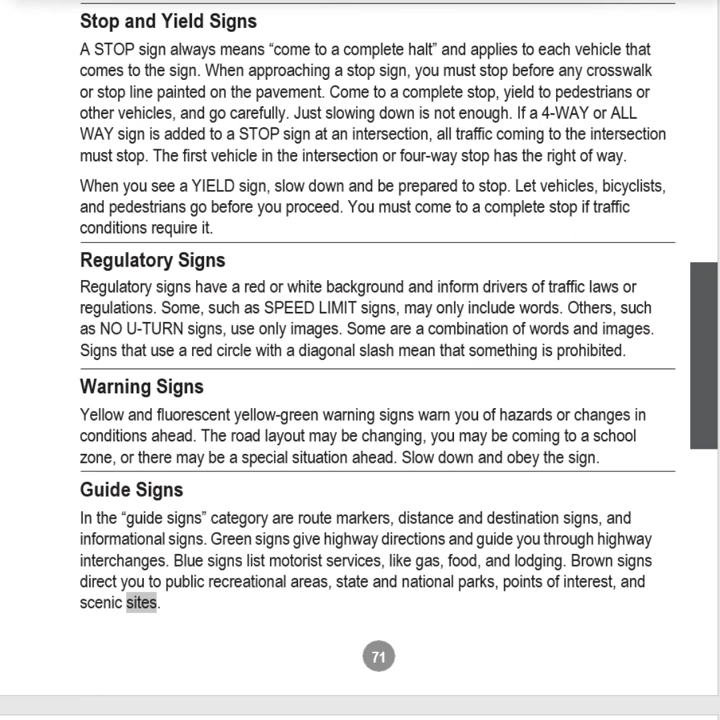 Stop and Yield Signs
A STOP sign always means “come to a complete halt” and applies to each vehicle that
comes to the sign. When approaching a stop sign, you must stop before any crosswalk
or stop line painted on the pavement. Come to a complete stop, yield to pedestrians or
other vehicles, and go carefully. Just slowing down is not enough. If a 4-WAY or ALL
WAY sign is added to a STOP sign at an intersection, all traffic coming to the intersection
must stop. The first vehicle in the intersection or four-way stop has the right of way.
When you see a YIELD sign, slow down and be prepared to stop. Let vehicles, bicyclists,
and pedestrians go before you proceed. You must come to a complete stop if traffic
conditions require it.
Regulatory Signs
Regulatory signs have a red or white background and inform drivers of traffic laws or
regulations. Some, such as SPEED LIMIT signs, may only include words. Others, such
as NO U-TURN signs, use only images. Some are a combination of words and images.
Signs that use a red circle with a diagonal slash mean that something is prohibited.
Warning Signs
Yellow and fluorescent yellow-green warning signs warn you of hazards or changes in
conditions ahead. The road layout may be changing, you may be coming to a school
zone, or there may be a special situation ahead. Slow down and obey the sign.
Guide Signs
In the “guide signs” category are route markers, distance and destination signs, and
informational signs. Green signs give highway directions and guide you through highway
interchanges. Blue signs list motorist services, like gas, food, and lodging. Brown signs
direct you to public recreational areas, state and national parks, points of interest, and
scenic sites.
71